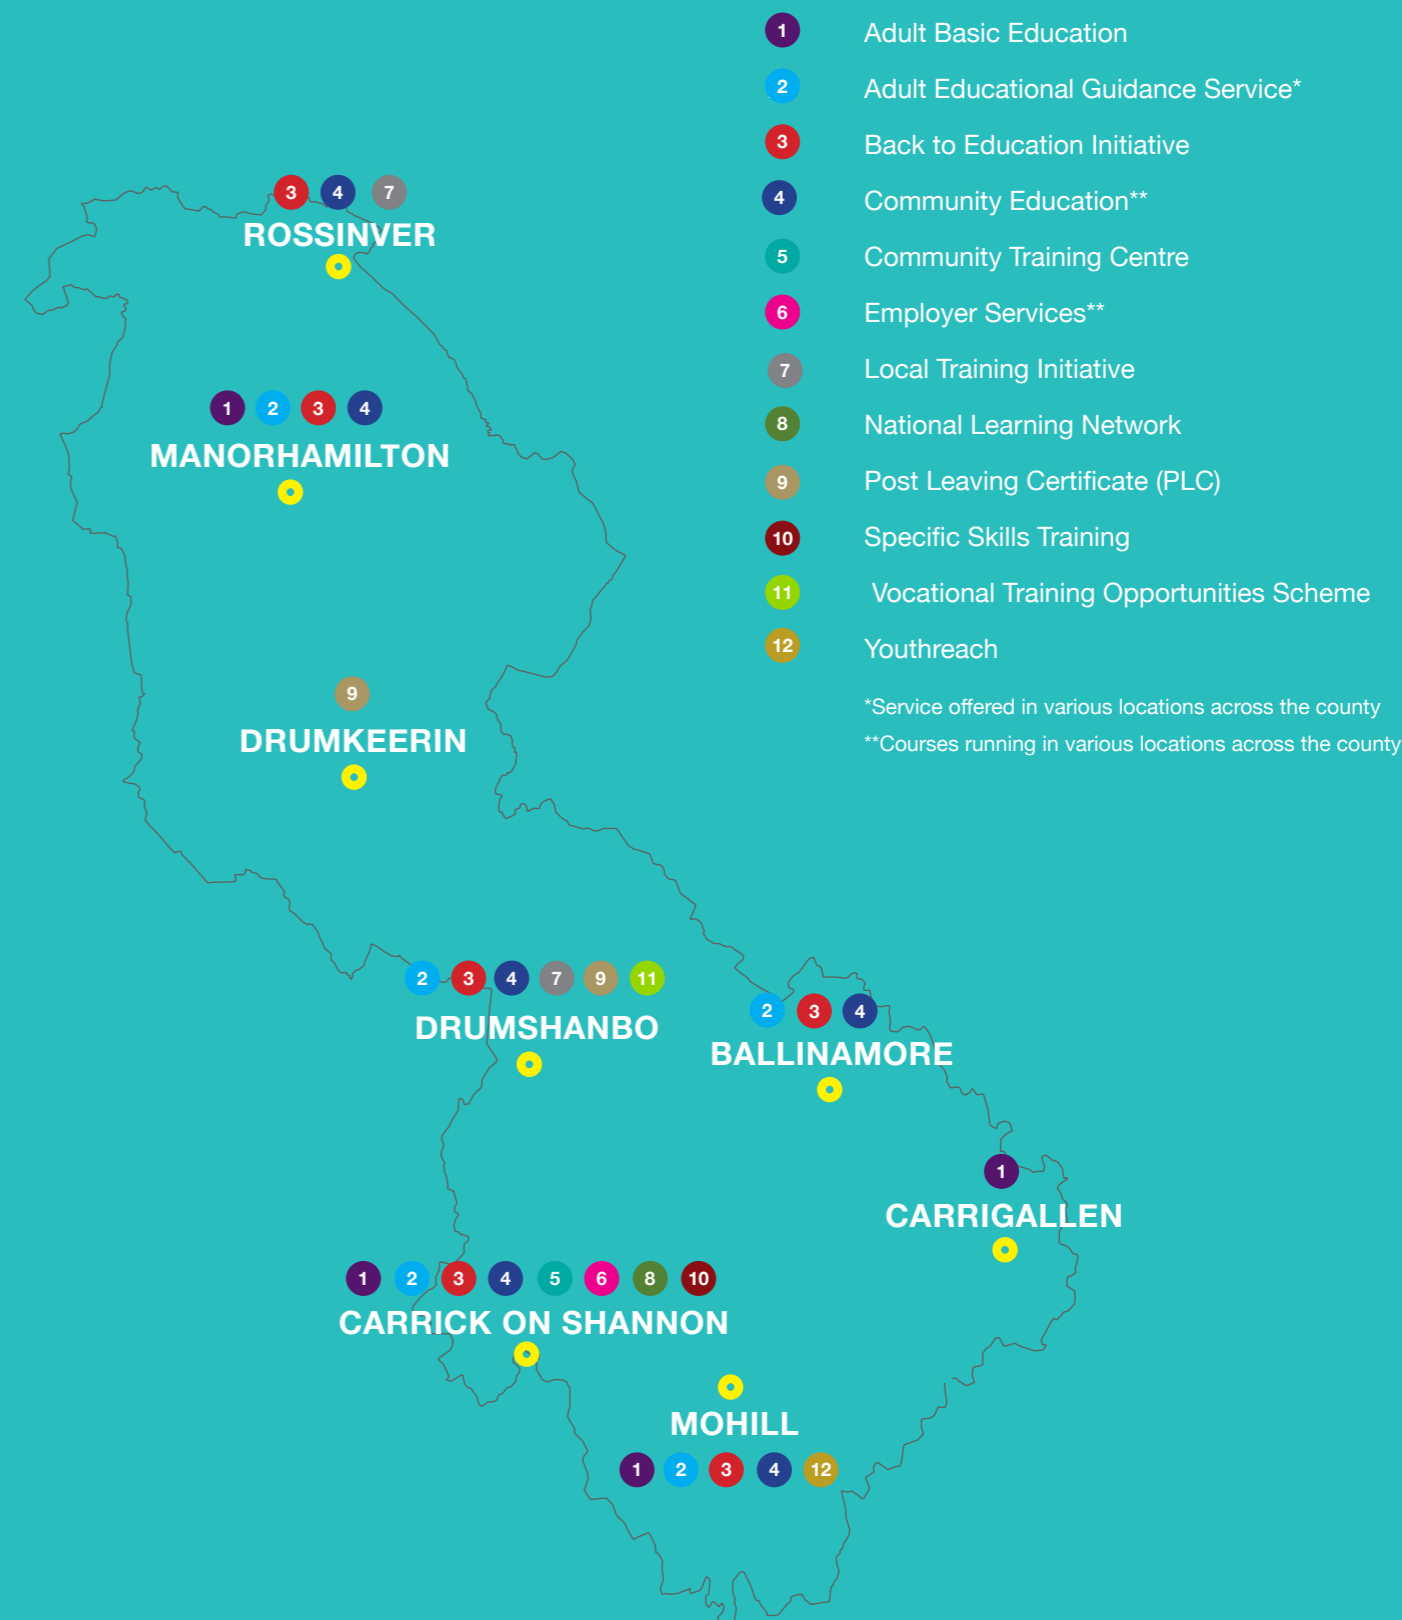 1 Adult Basic Education
2 Adult Educational Guidance Service*
3 Back to Education Initiative
4 Community Education**
5 Community Training Centre
6 Employer Services**
7 Local Training Initiative
8 National Learning Network
9 Post Leaving Certificate (PLC)
10 Specific Skills Training
11 Vocational Training Opportunities Scheme
12 Youthreach
*Service offered in various locations across the county
**Courses running in various locations across the county
3 4 7
ROSSINVER
1 2 3 4
MANORHAMILTON
9
DRUMKEERIN
2 3 4 7 9 11
DRUMSHANBO
2 3 4
BALLINAMORE
1
CARRIGALLEN
1 2 3 4 5 6 8 10
CARRICK ON SHANNON
MOHILL
1 2 3 4 12